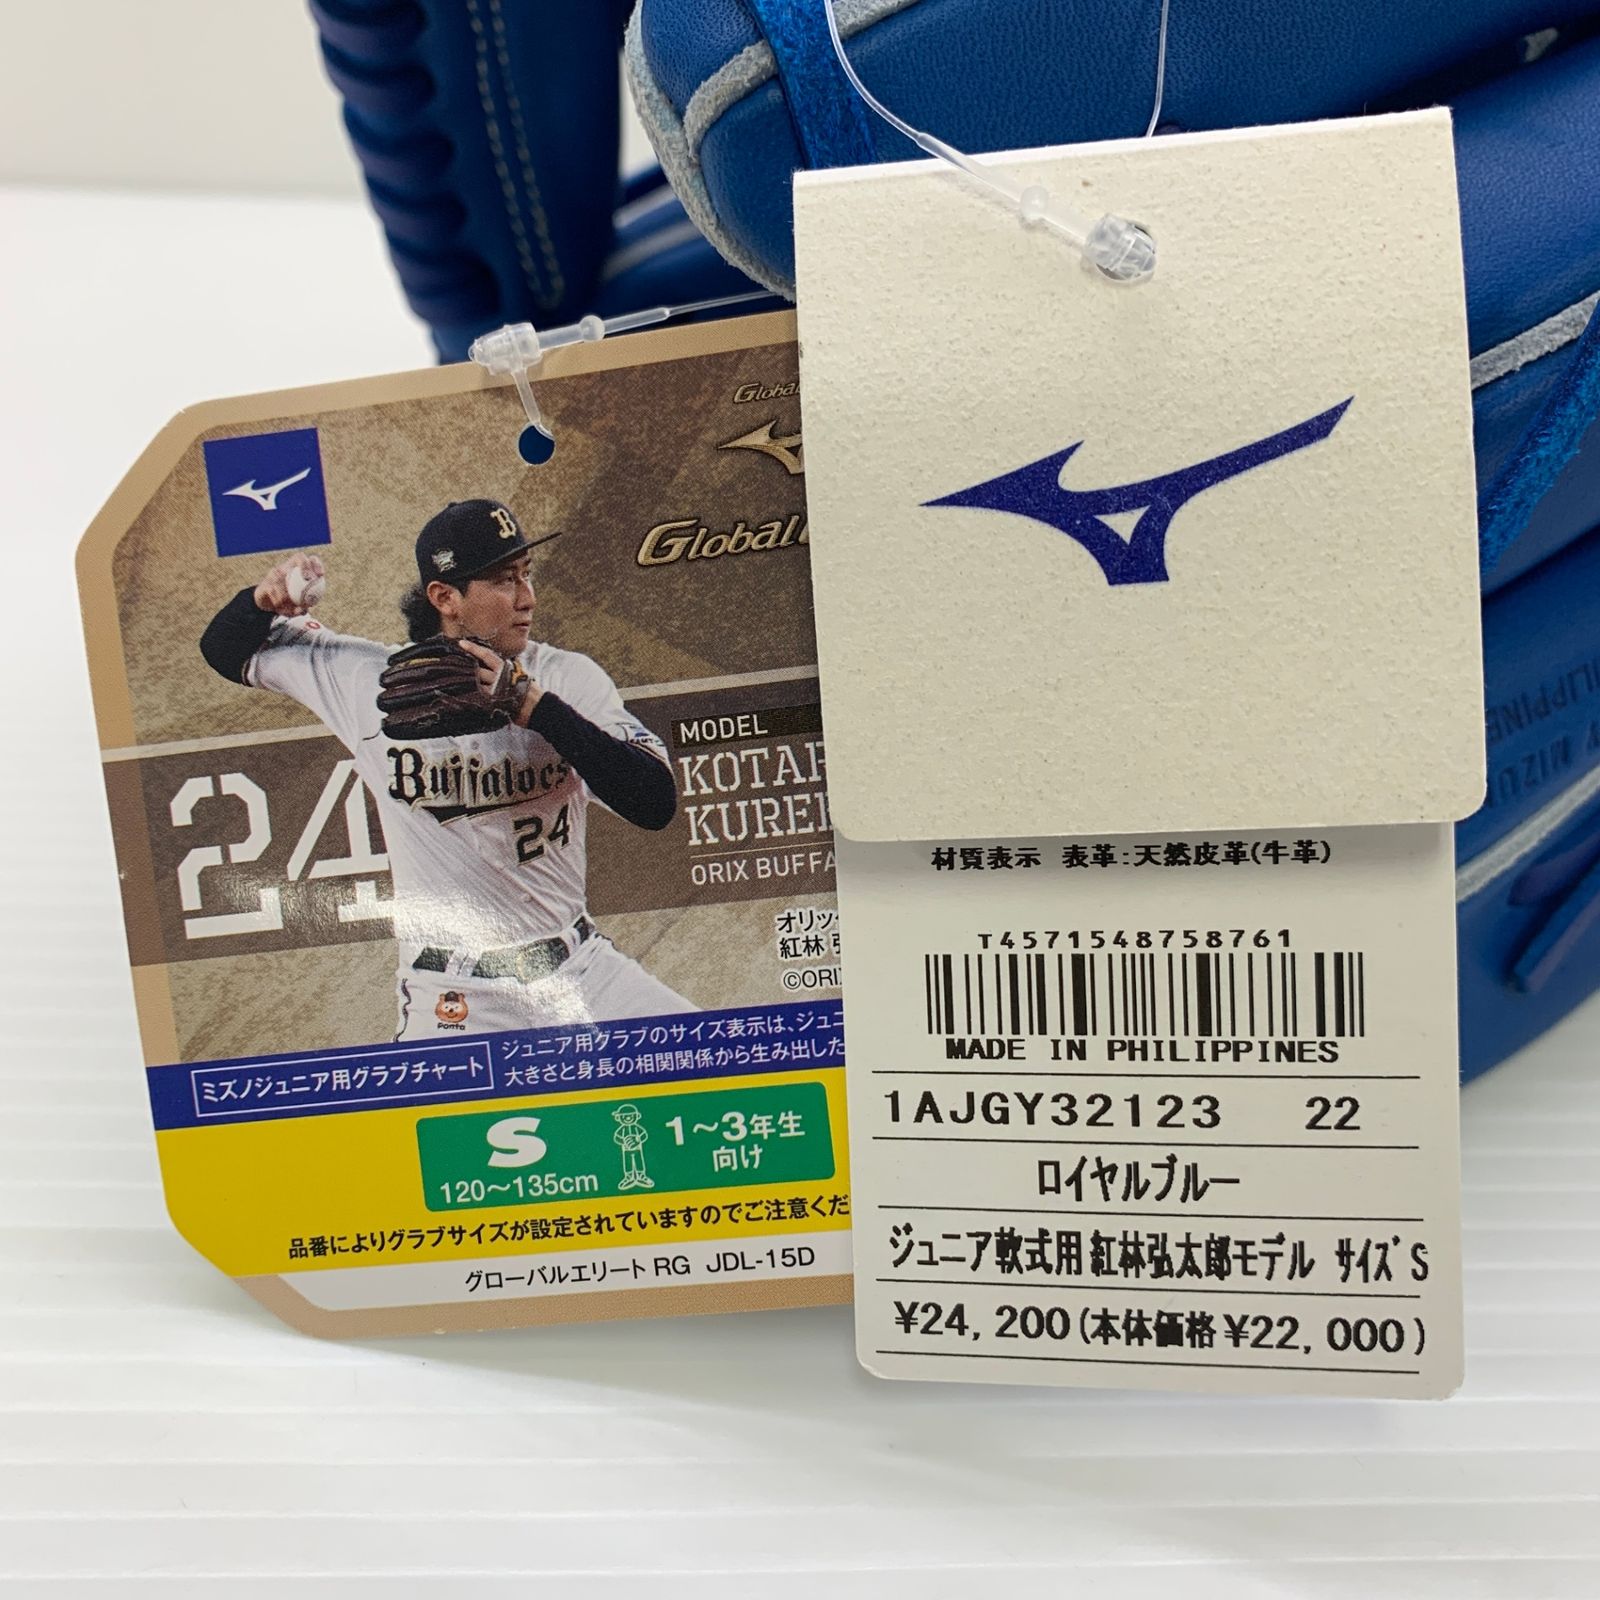 Global
Global
B
24
Buffaloes
24
MODEL
KOTAR
KURE
ORIX BUFFA
オリッ
紅林
©ORI
Ponta
ミズノジュニア用グラブチャート
ジュニア用グラブのサイズ表示は、ジュニ
大きさと身長の相関関係から生み出した
S
120〜135cm
1〜3年生
向け
品番によりグラブサイズが設定されていますのでご注意くだ
グローバルエリート RG JDL-15D
材質表示 表革:天然皮革(牛革)
T4571548758761
MADE IN PHILIPPINES
1AJGY32123 22
ロイヤルブルー
ジュニア軟式用 紅林弘太郎モデル サイズ S
¥24,200(本体価格¥22,000)